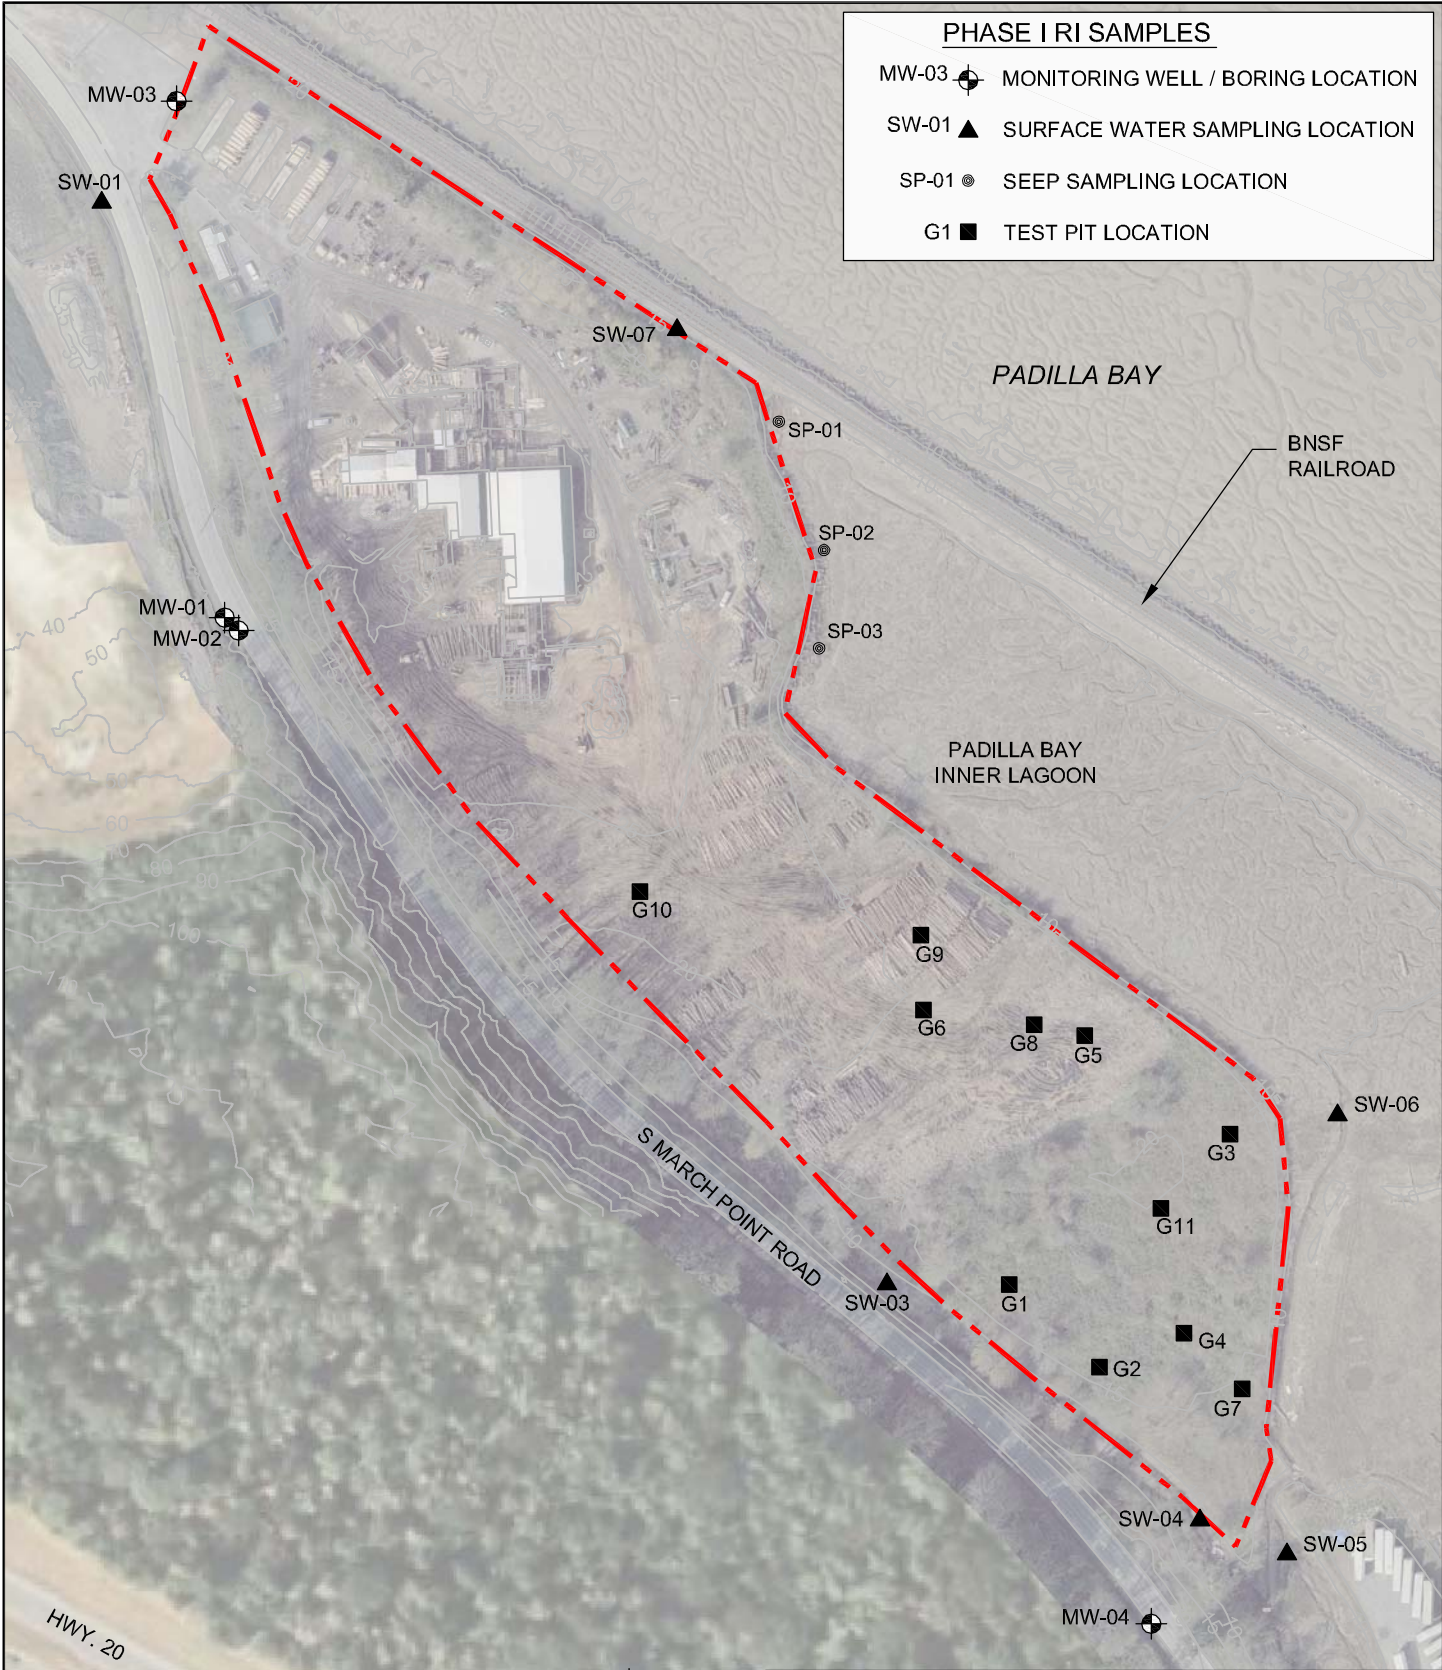 PHASE I RI SAMPLES
MW-03 MONITORING WELL / BORING LOCATION
SW-01 SURFACE WATER SAMPLING LOCATION
SP-01 SEEP SAMPLING LOCATION
G1 TEST PIT LOCATION
MW-03
SW-01
SW-07
PADILLA BAY
SP-01
BNSF
RAILROAD
SP-02
MW-01
MW-02
SP-03
40
50
PADILLA BAY
INNER LAGOON
60
80
90
100
G10
G9
G6
G8
G5
SW-06
G3
S MARCH POINT ROAD
G11
SW-03
G1
G4
G2
G7
SW-04
SW-05
MW-04
HWY. 20